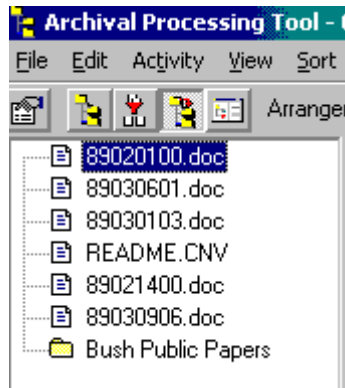 Archival Processing Tool -
File Edit Activity View Sort
Arranger
89020100.doc
89030601.doc
89030103.doc
README.CNV
89021400.doc
89030906.doc
Bush Public Papers